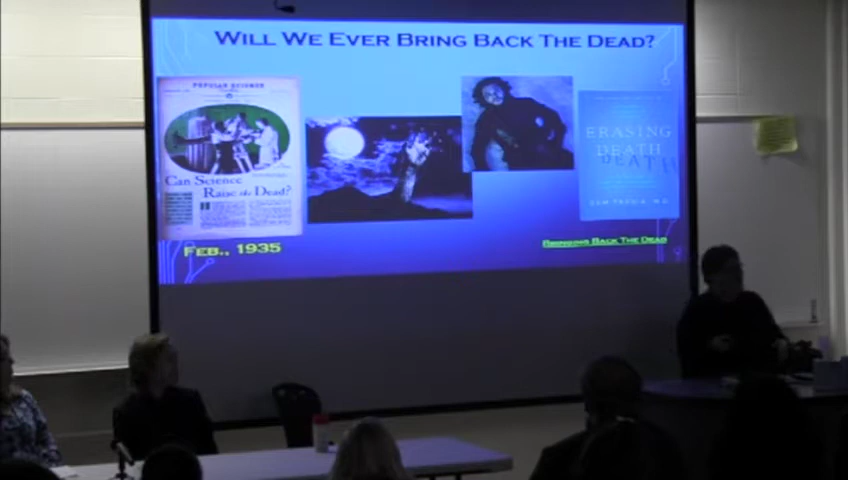 WILL WE EVER BRING BACK THE DEAD?
POPULAR SCIENCE
Can Science
Raise the Dead?
FEB., 1935
ERASING
DEATH
DEATH
BRINGING BACK THE DEAD